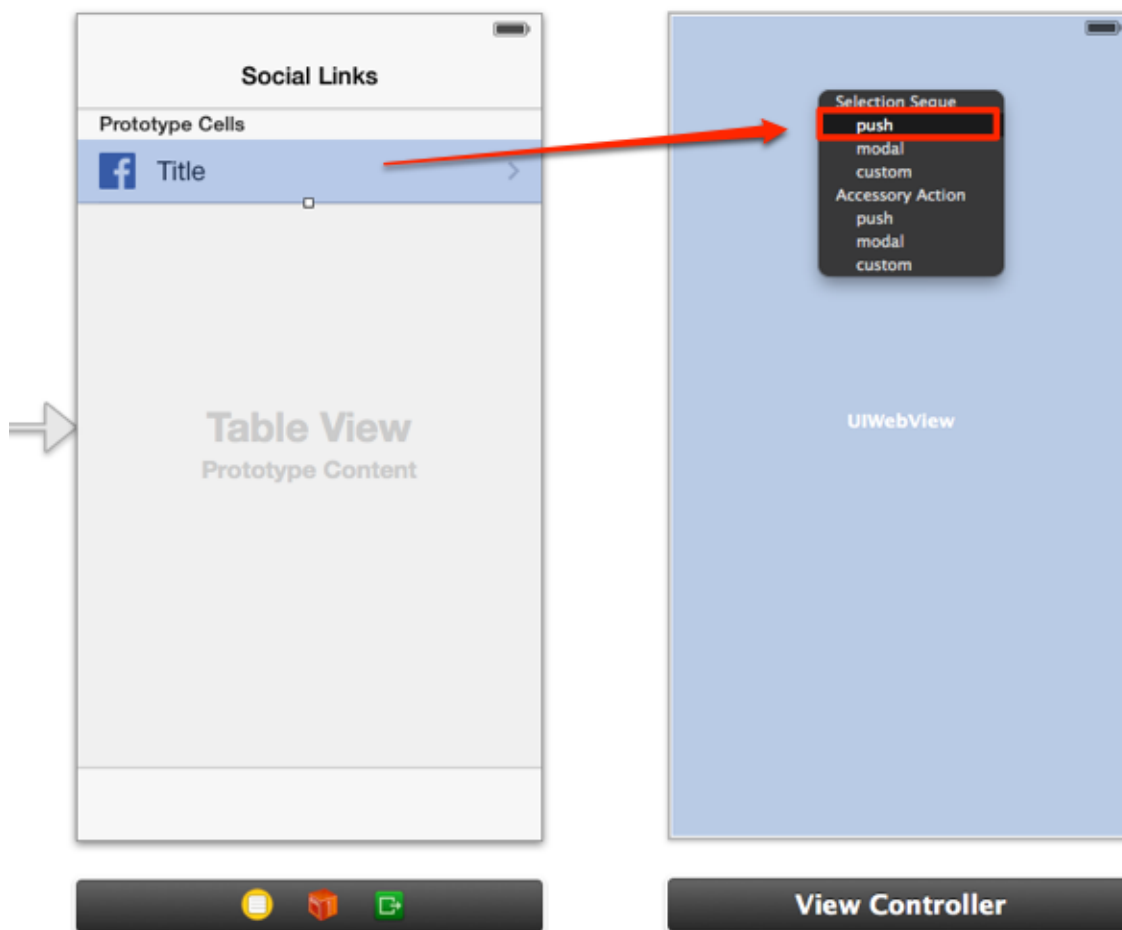 Social Links
Prototype Cells
Title
Table View
Prototype Content
Selection Segue
push
modal
custom
Accessory Action
push
modal
custom
UIWebView
View Controller